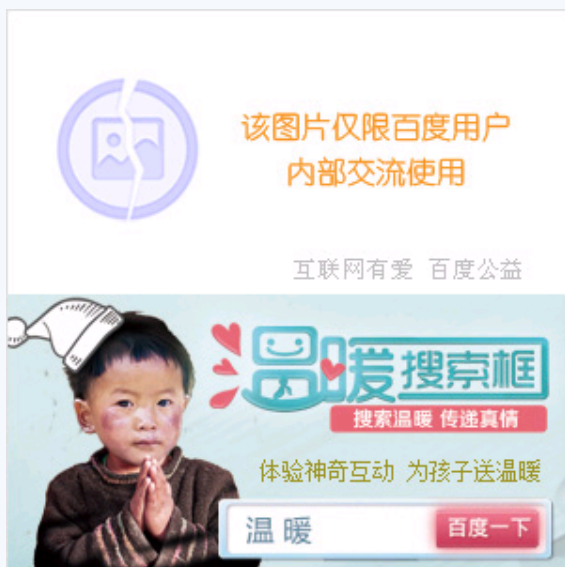 该图片仅限百度用户
内部交流使用
互联网有爱 百度公益
温暖搜索框
搜索温暖 传递真情
体验神奇互动 为孩子送温暖
温暖 百度一下